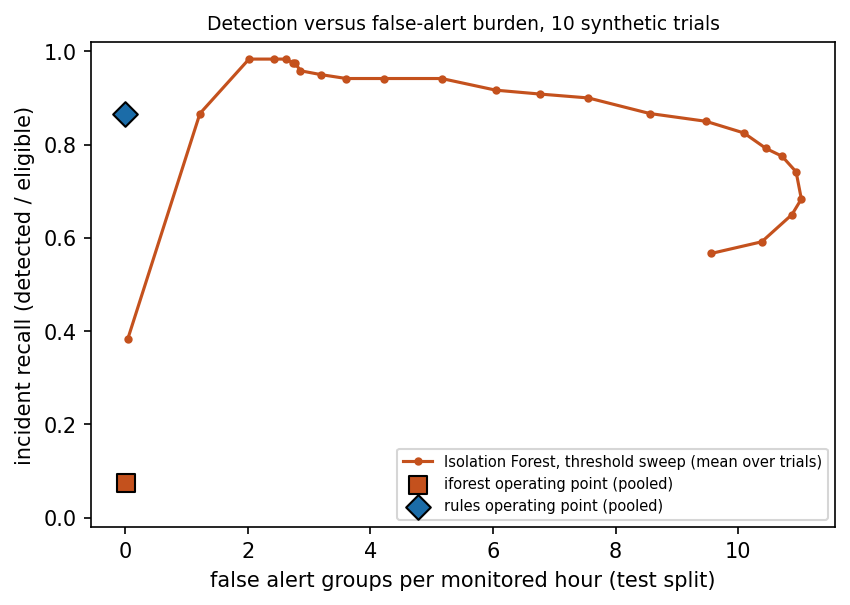 Detection versus false-alert burden, 10 synthetic trials
incident recall (detected / eligible)
1.0
0.8
0.6
0.4
0.2
0.0
0
2
4
6
8
10
false alert groups per monitored hour (test split)
Isolation Forest, threshold sweep (mean over trials)
iforest operating point (pooled)
rules operating point (pooled)